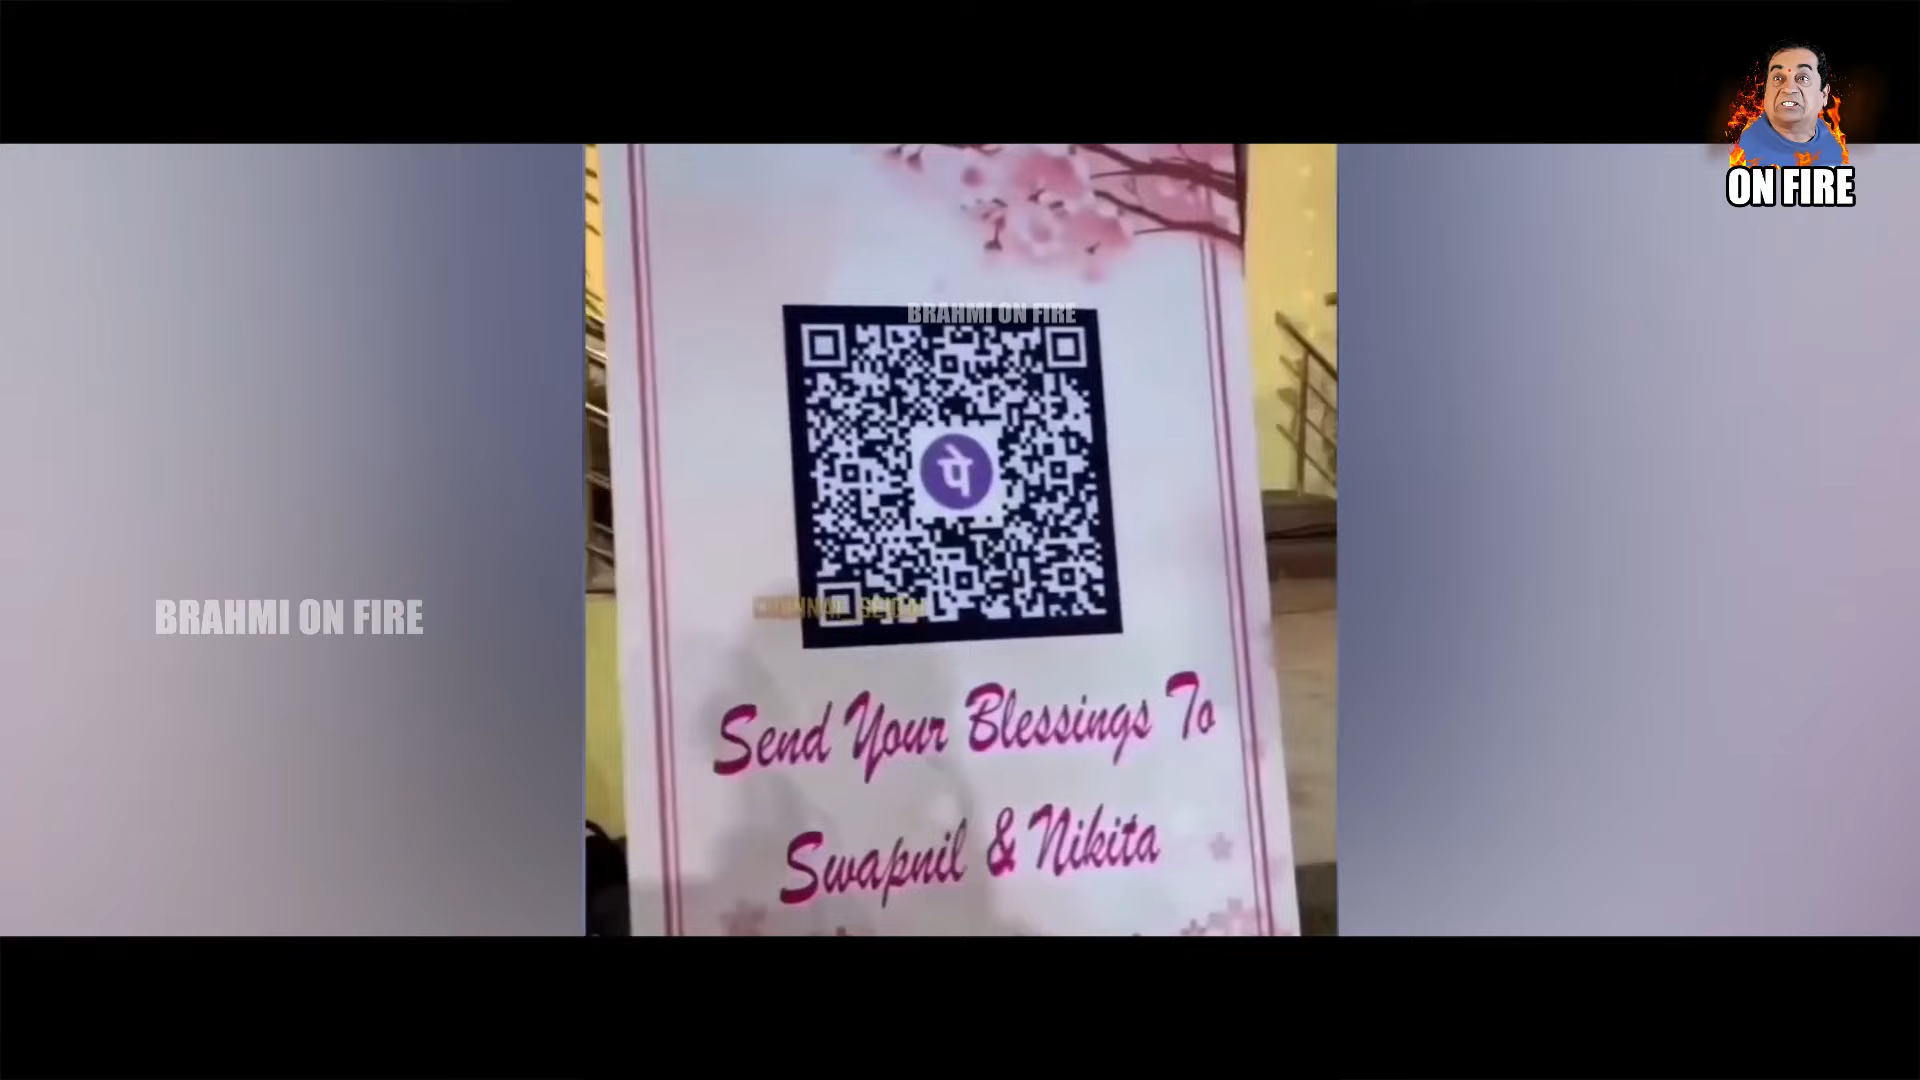 ON FIRE
BRAHMI ON FIRE
पे
BRAHMI ON FIRE
Send Your Blessings To
Swapnil & Nikita